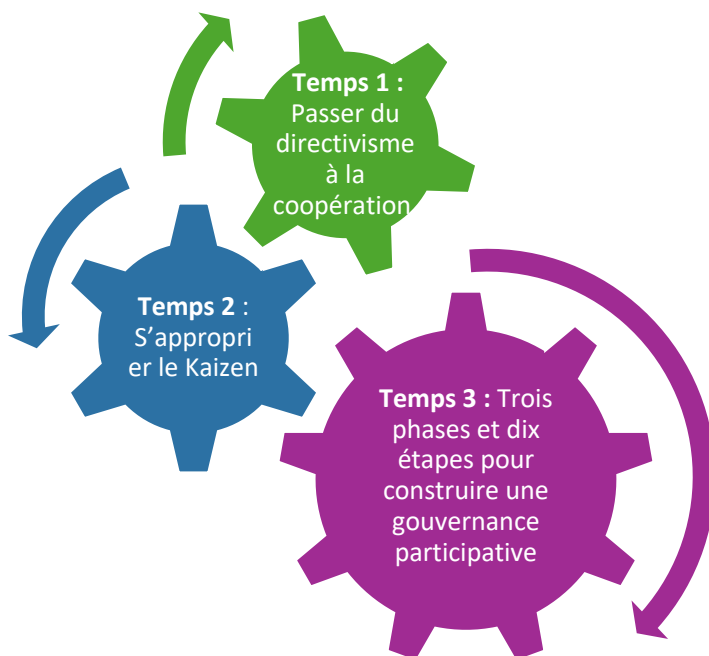 Temps 1 :
Passer du
directivisme
à la
coopération
Temps 2 :
S’appropri
er le Kaizen
Temps 3 : Trois
phases et dix
étapes pour
construire une
gouvernance
participative